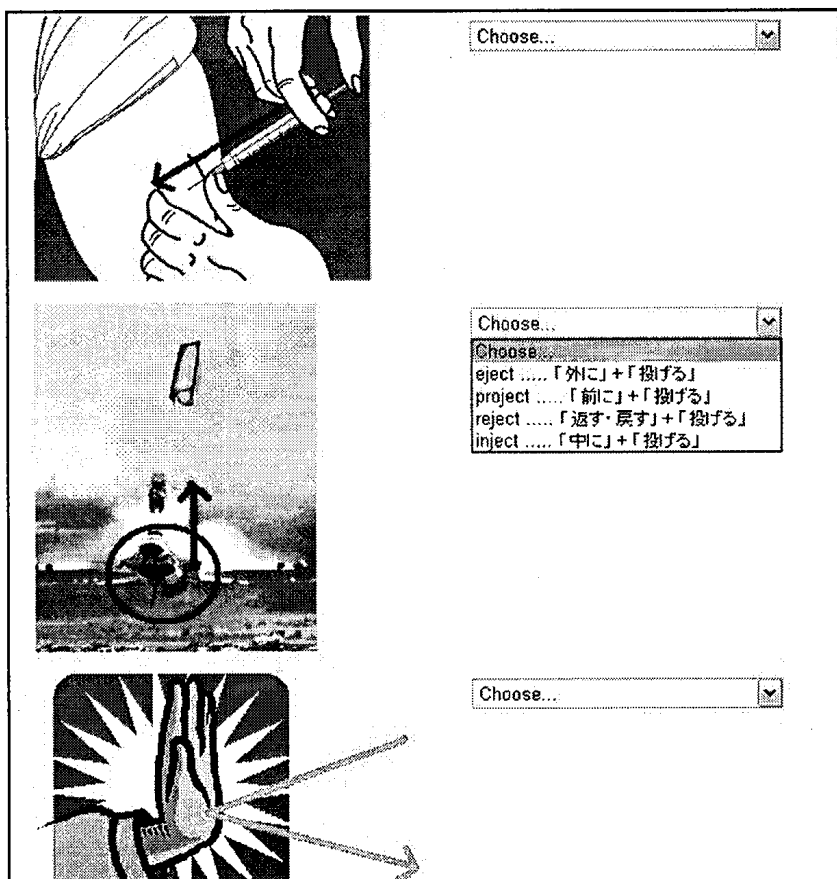 Choose...
Choose...
Choose...
eject ..... 「外に」+「投げる」
project ..... 「前に」+「投げる」
reject ..... 「返す・戻す」+「投げる」
inject ..... 「中に」+「投げる」
Choose...